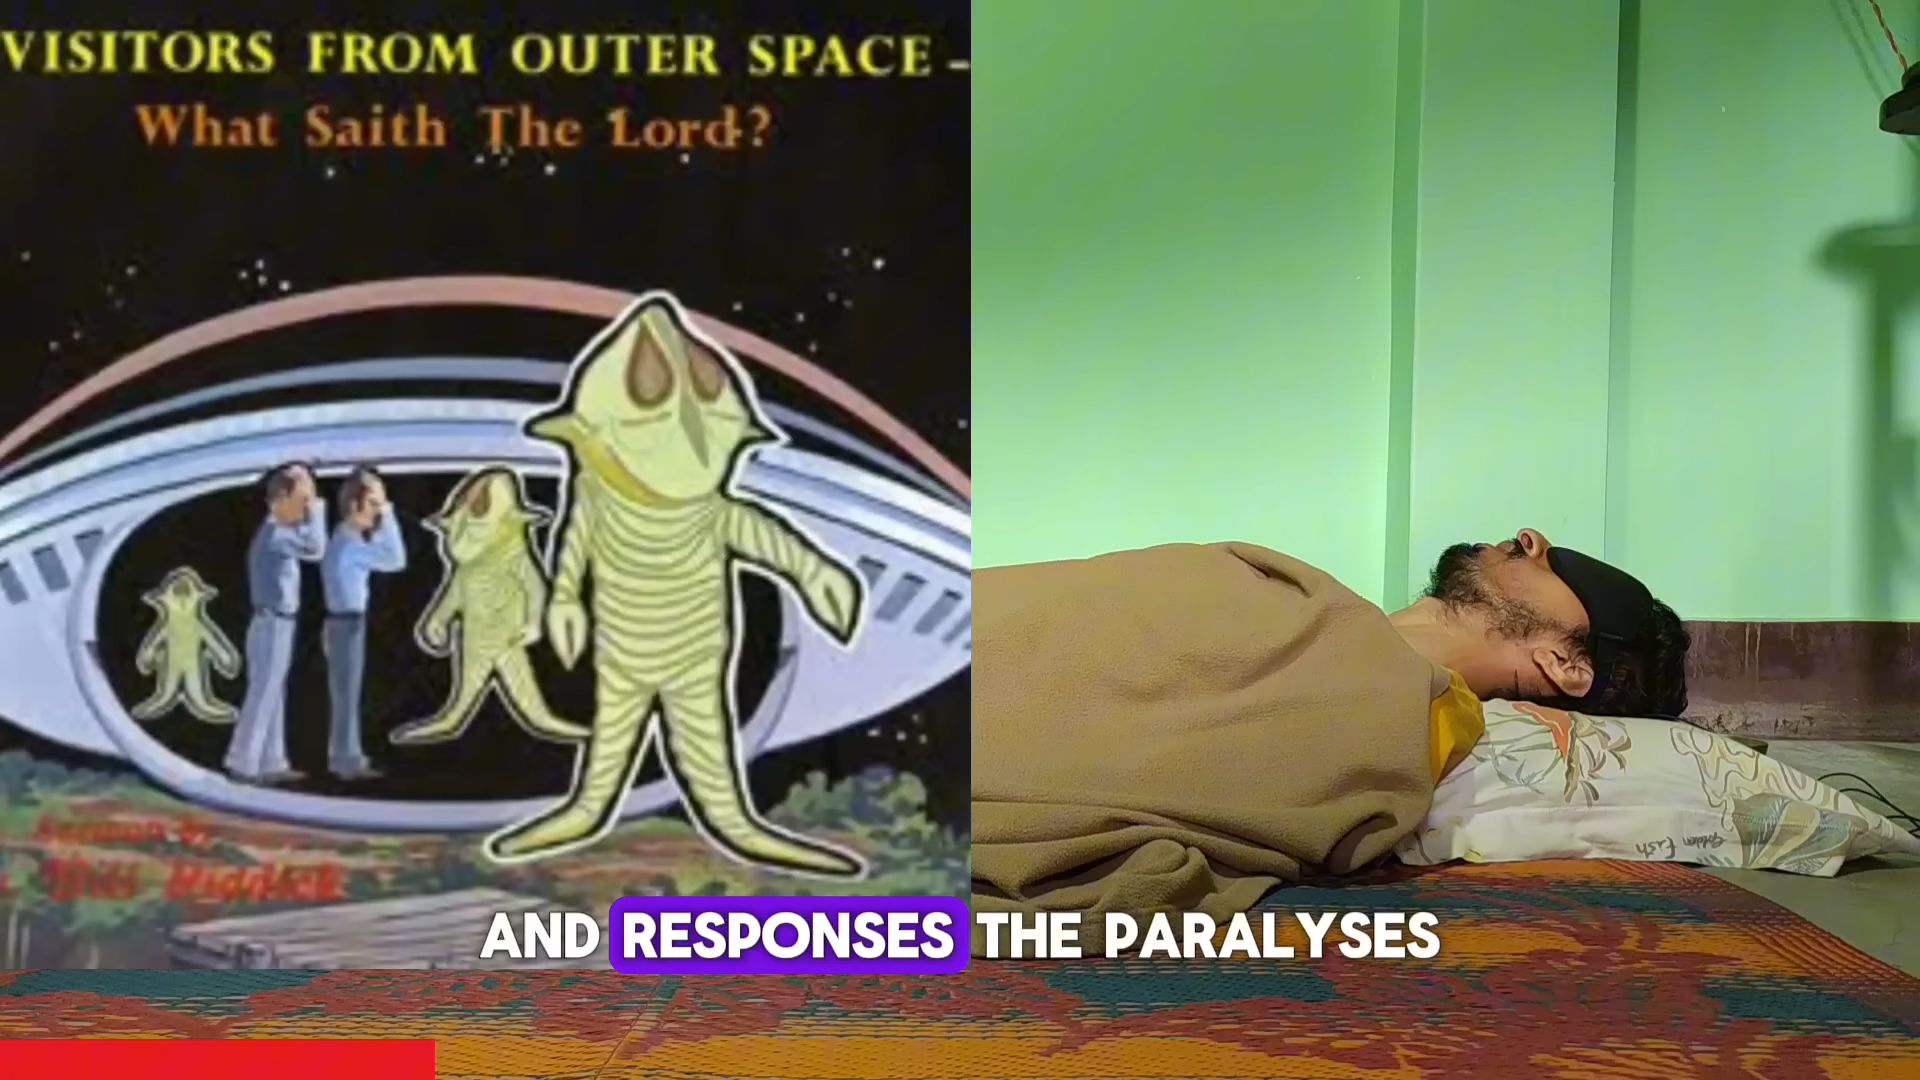 VISITORS FROM OUTER SPACE -
What Saith The Lord?
AND RESPONSES THE PARALYSES